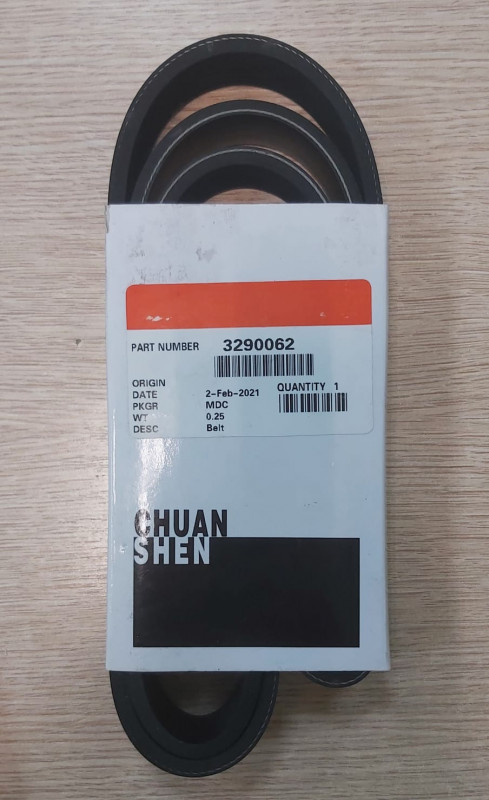 PART NUMBER 3290062
ORIGIN
DATE 2-Feb-2021 QUANTITY 1
PKGR MDC
WT 0.25
DESC Belt
CHUAN
SHEN